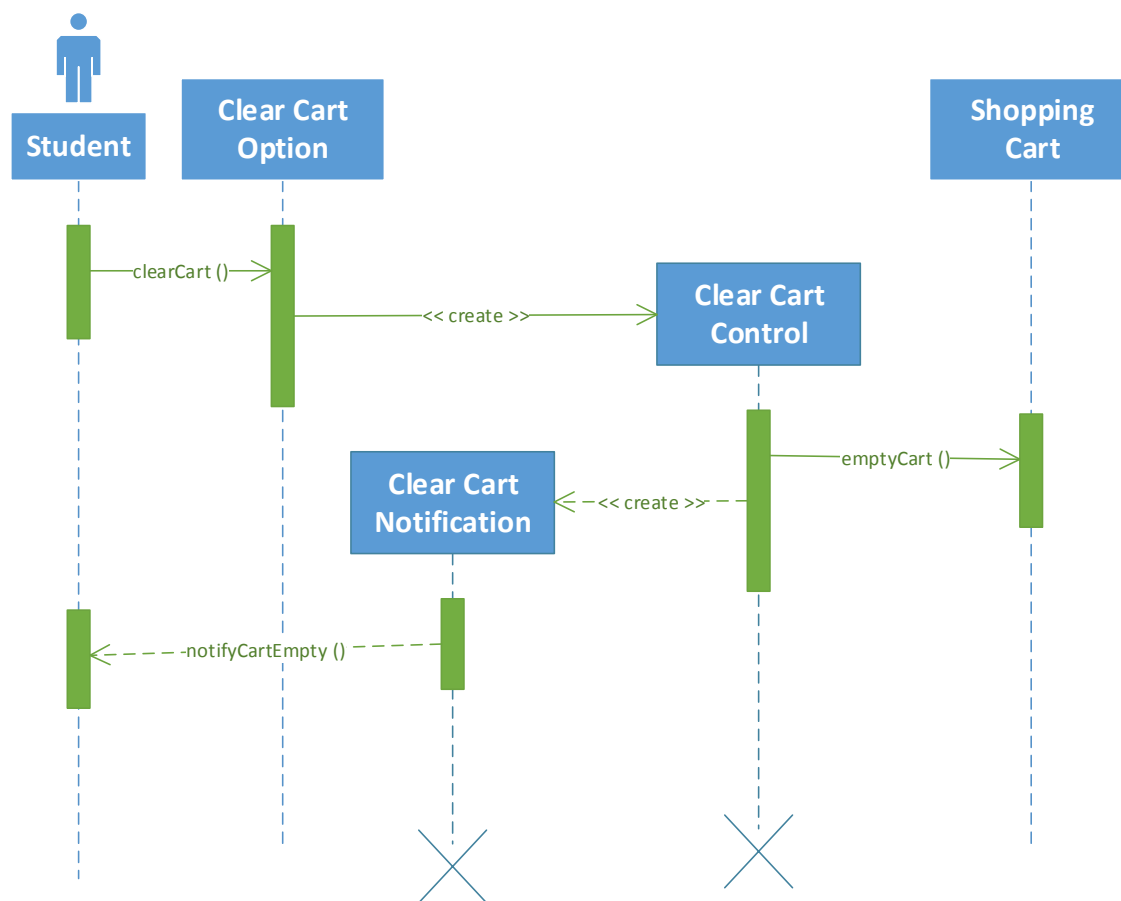 Student
Clear Cart
Option
Shopping
Cart
clearCart ()
<< create >>
Clear Cart
Control
emptyCart ()
Clear Cart
Notification
<< create >>
-notifyCartEmpty ()